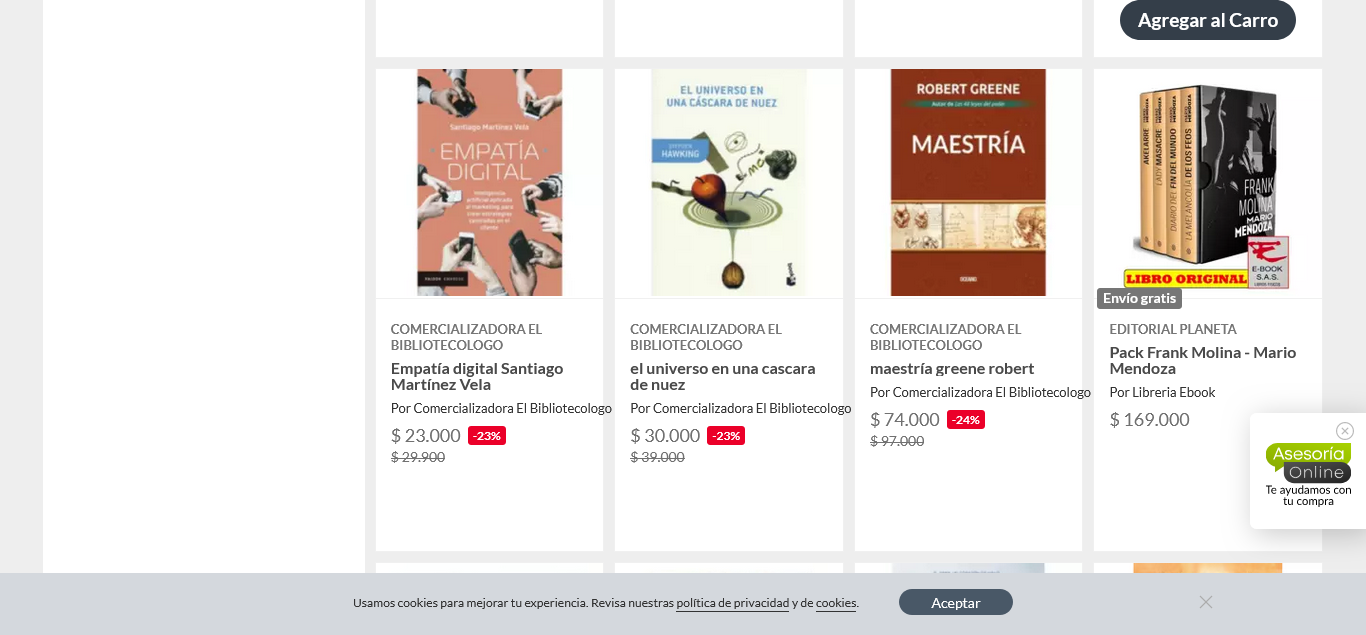 Agregar al Carro
Santiago Martínez Vela
EMPATÍA
DIGITAL
Inteligencia
artificial aplicada
al marketing para
crear estrategias
centradas en el
cliente
PAIDÓS EMPRESA
EL UNIVERSO EN
UNA CÁSCARA DE NUEZ
HAWKING
ROBERT GREENE
Autor de Las 48 leyes del poder
MAESTRÍA
OCEANO
AKELARRE
LADY MASACRE
DIARIO DEL FIN DEL MUNDO
LA MELANCOLÍA DE LOS FEOS
FRANK
MOLINA
MARIO
MENDOZA
LIBRO ORIGINAL
E-BOOK
S.A.S.
Envío gratis
COMERCIALIZADORA EL
BIBLIOTECOLOGO
Empatía digital Santiago
Martínez Vela
Por Comercializadora El Bibliotecologo
$ 23.000 -23%
$ 29.900
COMERCIALIZADORA EL
BIBLIOTECOLOGO
el universo en una cascara
de nuez
Por Comercializadora El Bibliotecologo
$ 30.000 -23%
$ 39.000
COMERCIALIZADORA EL
BIBLIOTECOLOGO
maestría greene robert
Por Comercializadora El Bibliotecologo
$ 74.000 -24%
$ 97.000
EDITORIAL PLANETA
Pack Frank Molina - Mario
Mendoza
Por Libreria Ebook
$ 169.000
Asesoría
Online
Te ayudamos con
tu compra
Usamos cookies para mejorar tu experiencia. Revisa nuestras política de privacidad y de cookies.
Aceptar